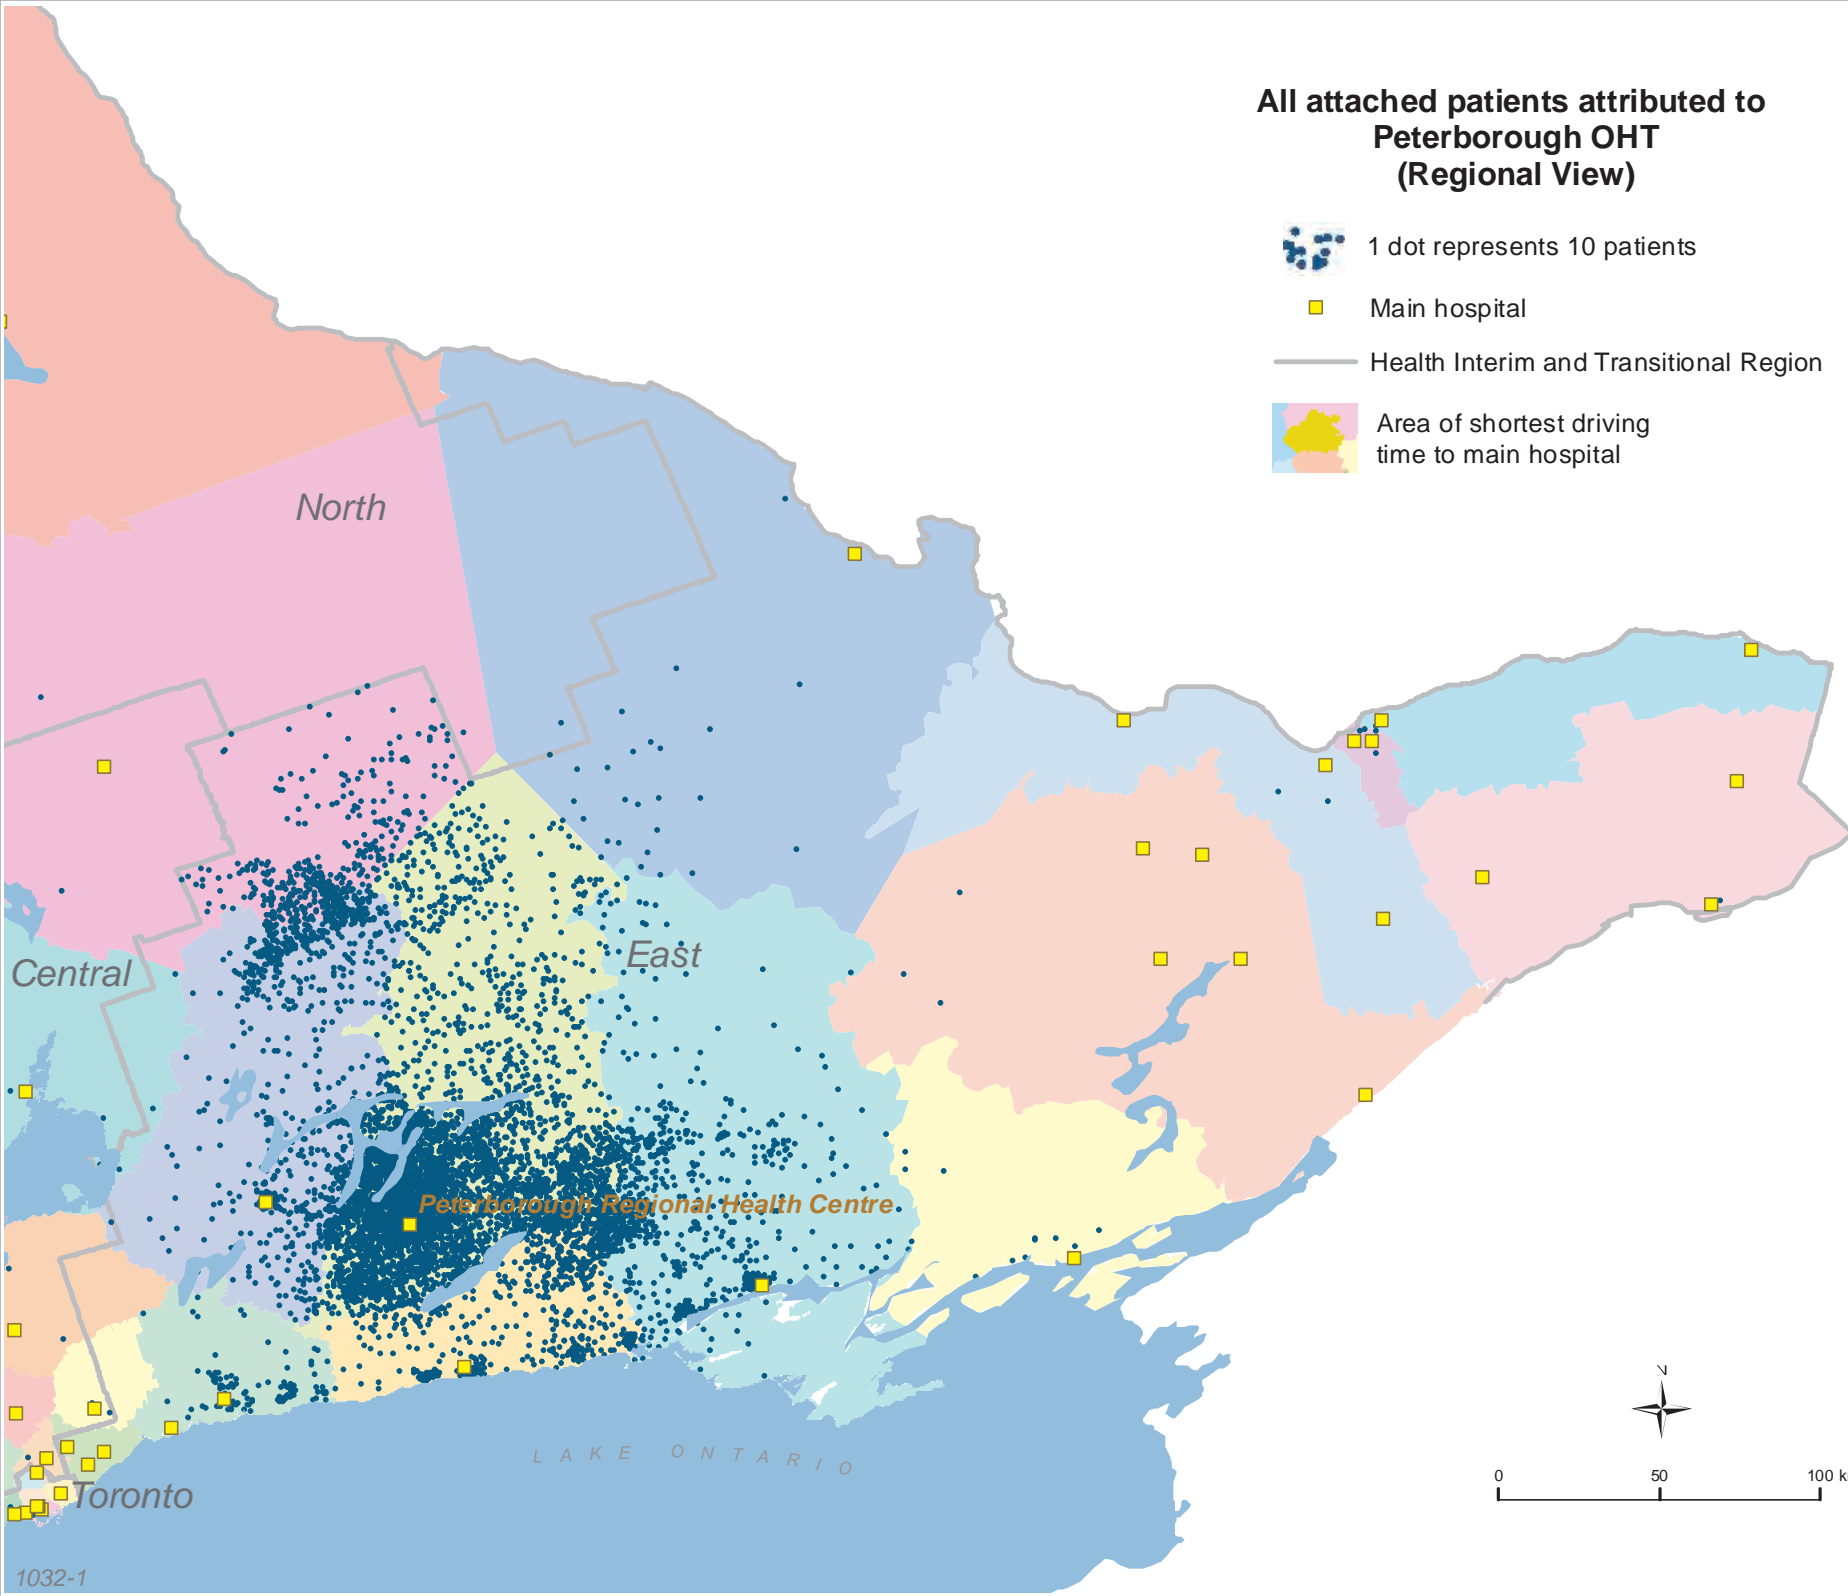 All attached patients attributed to
Peterborough OHT
(Regional View)
1 dot represents 10 patients
Main hospital
Health Interim and Transitional Region
Area of shortest driving
time to main hospital
North
Central
East
Peterborough Regional Health Centre
LAKE ONTARIO
Toronto
N
0 50 100 k
1032-1